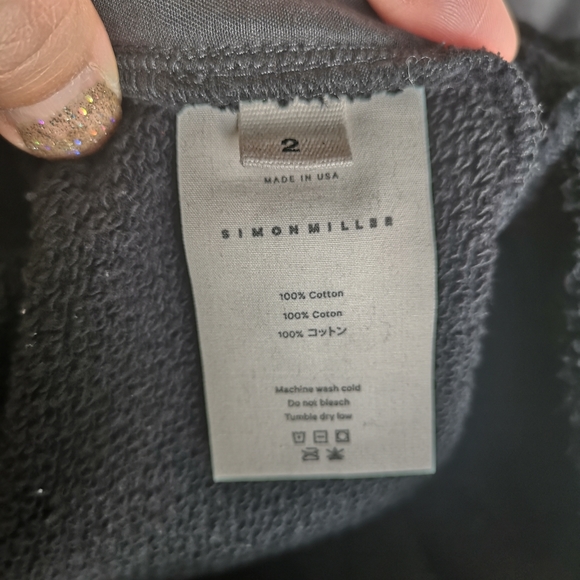 2
MADE IN USA
SIMONMILLER
100% Cotton
100% Coton
100% コットン
Machine wash cold
Do not bleach
Tumble dry low